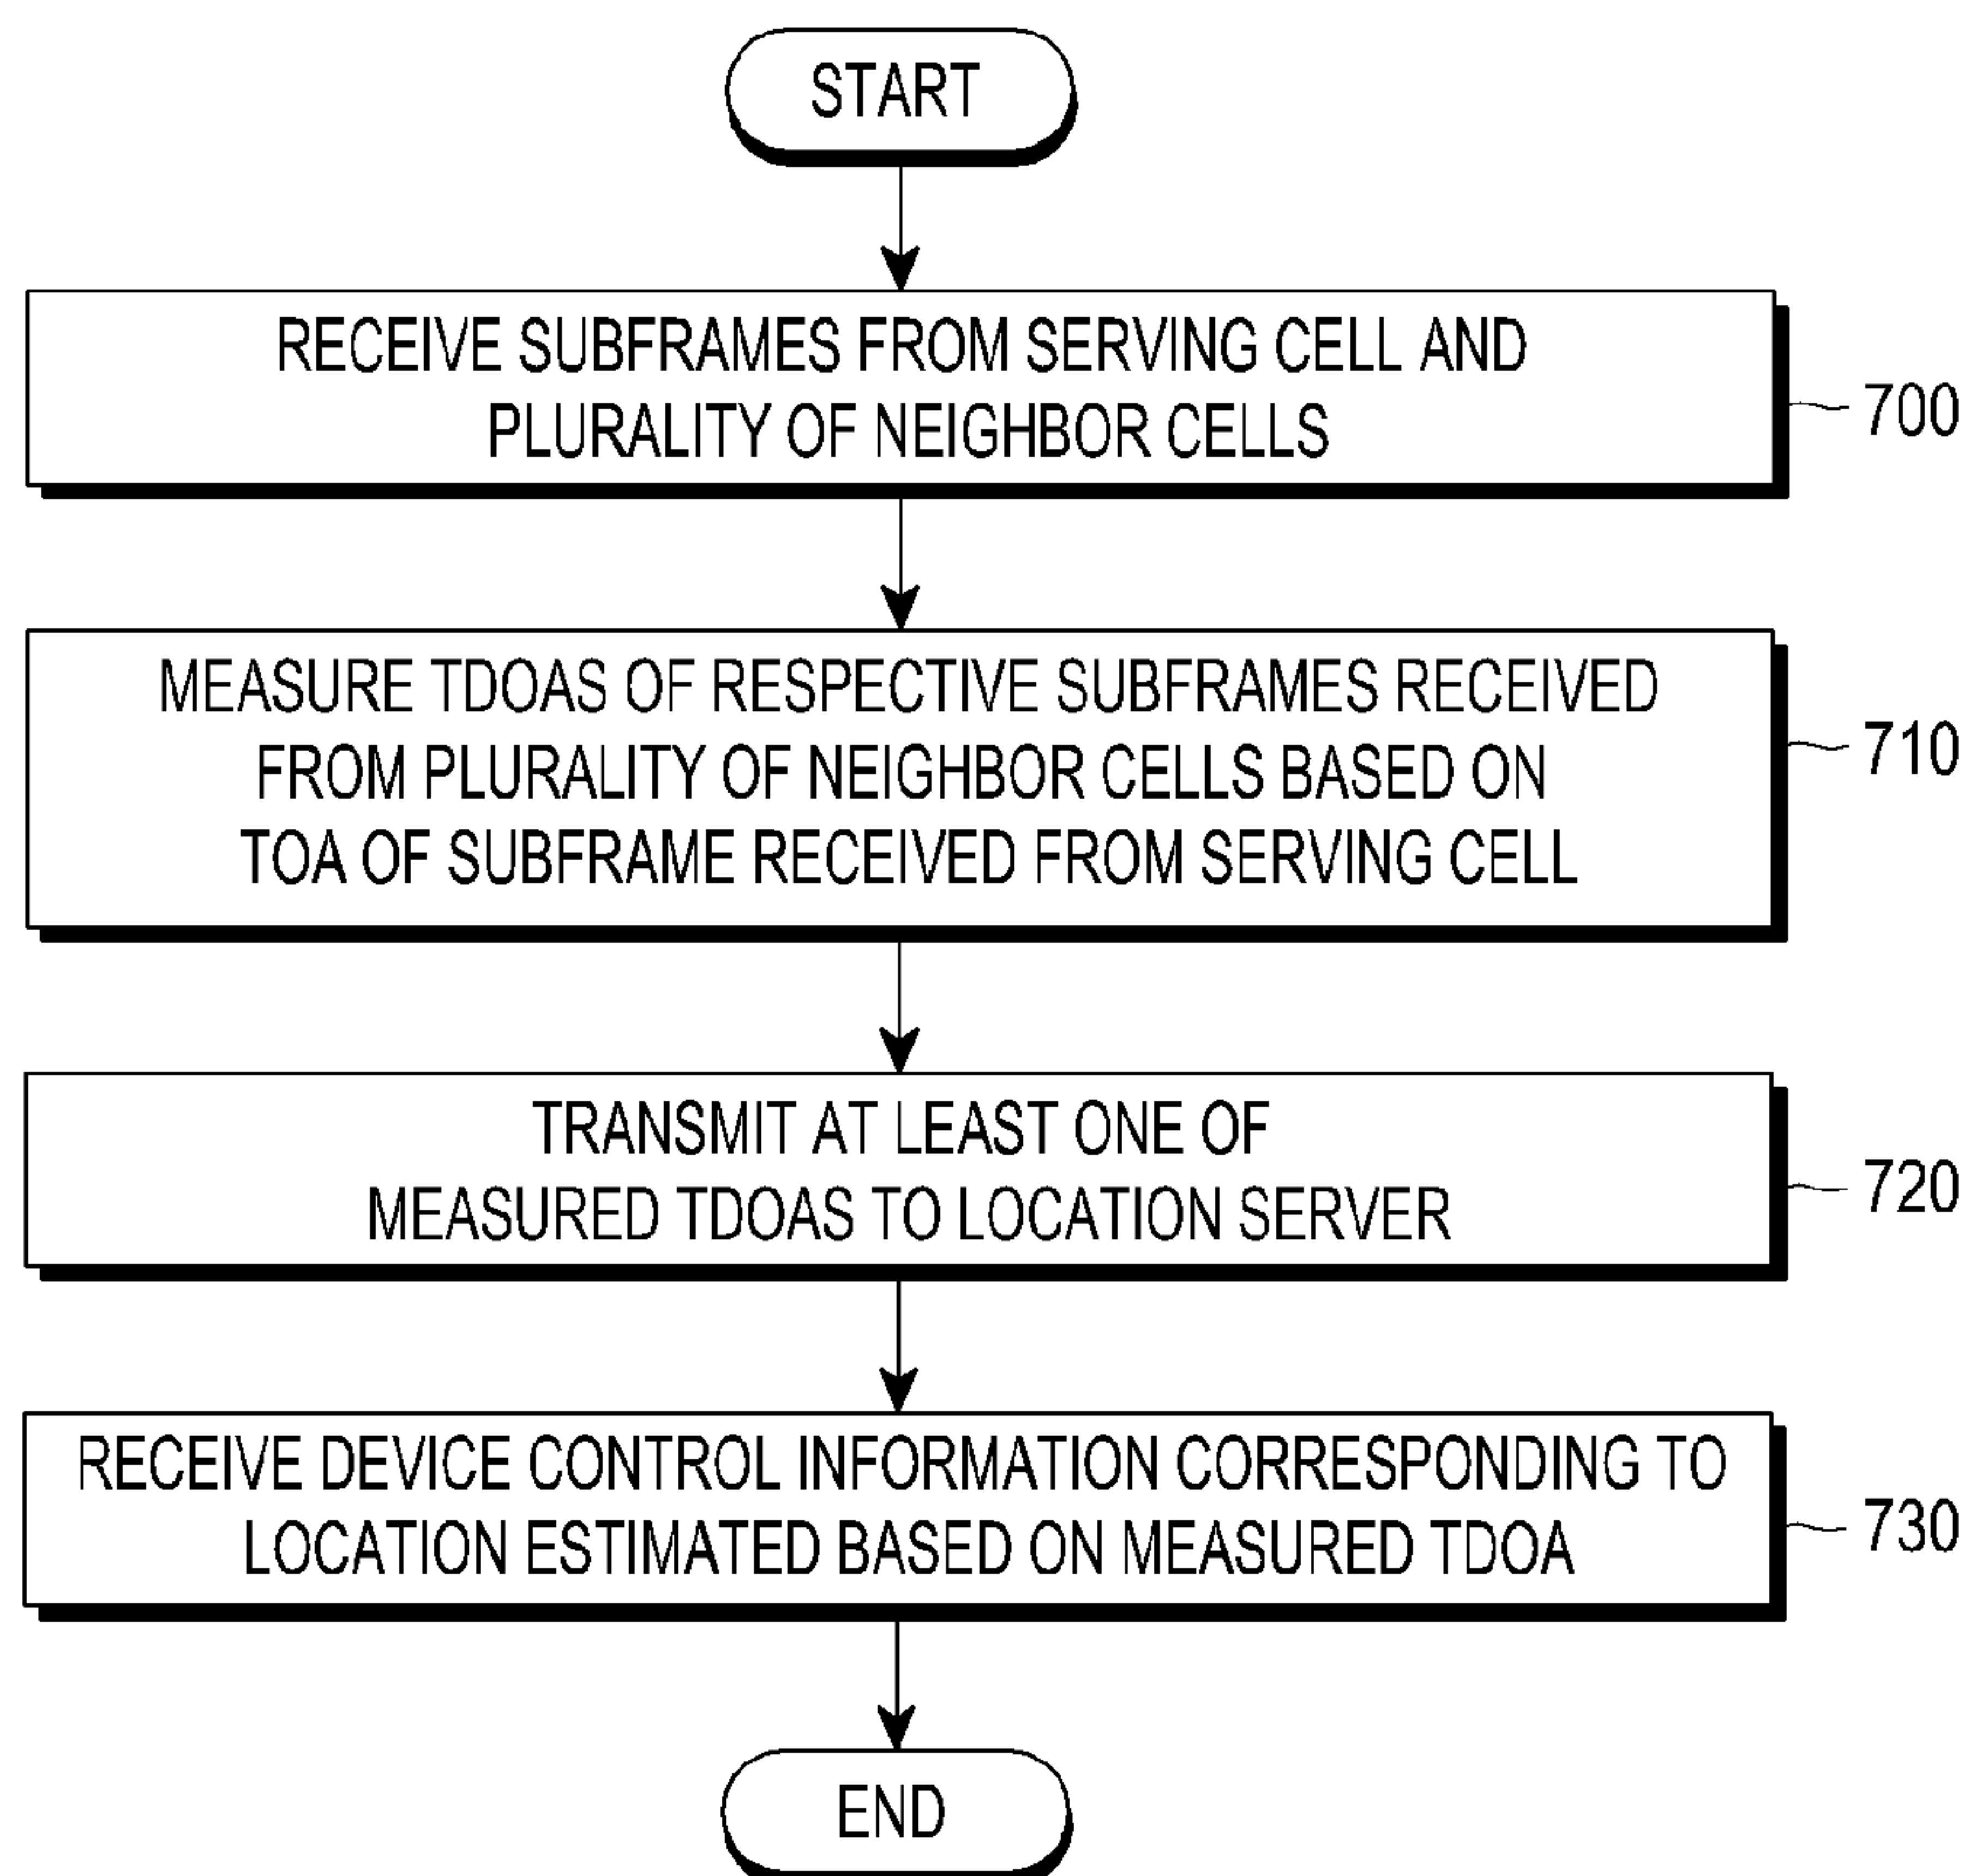 START
RECEIVE SUBFRAMES FROM SERVING CELL AND
PLURALITY OF NEIGHBOR CELLS
700
MEASURE TDOAS OF RESPECTIVE SUBFRAMES RECEIVED
FROM PLURALITY OF NEIGHBOR CELLS BASED ON
TOA OF SUBFRAME RECEIVED FROM SERVING CELL
710
TRANSMIT AT LEAST ONE OF
MEASURED TDOAS TO LOCATION SERVER
720
RECEIVE DEVICE CONTROL INFORMATION CORRESPONDING TO
LOCATION ESTIMATED BASED ON MEASURED TDOA
730
END